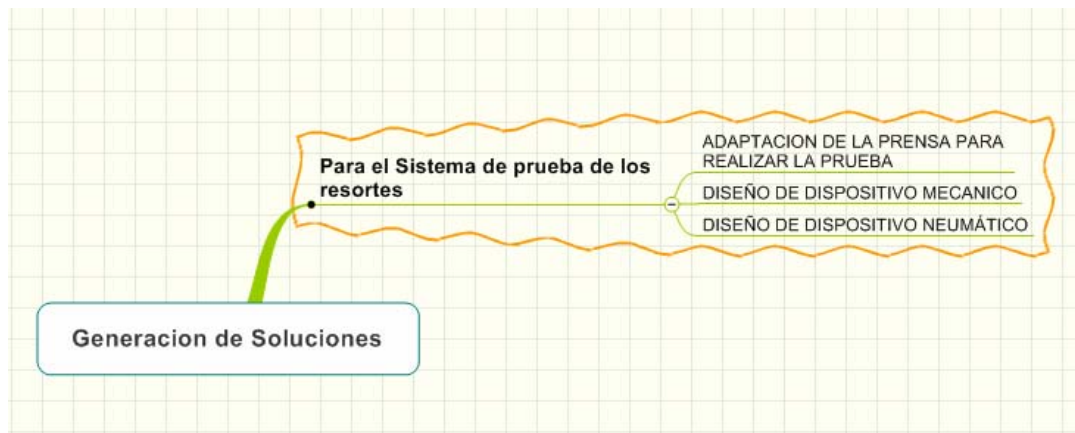 Para el Sistema de prueba de los
resortes
ADAPTACION DE LA PRENSA PARA
REALIZAR LA PRUEBA
DISEÑO DE DISPOSITIVO MECANICO
DISEÑO DE DISPOSITIVO NEUMÁTICO
Generacion de Soluciones